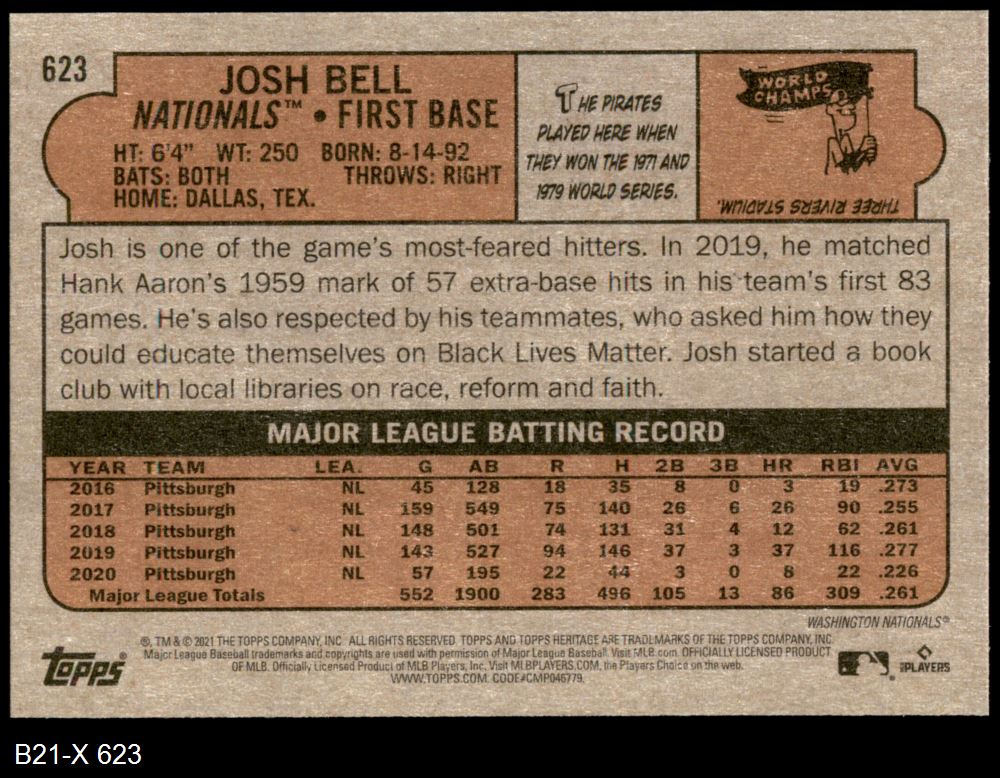 623
JOSH BELL
NATIONALS™ • FIRST BASE
HT: 6'4" WT: 250 BORN: 8-14-92
BATS: BOTH THROWS: RIGHT
HOME: DALLAS, TEX.
THE PIRATES
PLAYED HERE WHEN
THEY WON THE 1971 AND
1979 WORLD SERIES.
WORLD
CHAMPS
THREE RIVERS STADIUM.
Josh is one of the game's most-feared hitters. In 2019, he matched
Hank Aaron's 1959 mark of 57 extra-base hits in his team's first 83
games. He's also respected by his teammates, who asked him how they
could educate themselves on Black Lives Matter. Josh started a book
club with local libraries on race, reform and faith.
MAJOR LEAGUE BATTING RECORD
YEAR TEAM LEA. G AB R H 2B 3B HR RBI AVG
2016 Pittsburgh NL 45 128 18 35 8 0 3 19 .273
2017 Pittsburgh NL 159 549 75 140 26 6 26 90 .255
2018 Pittsburgh NL 148 501 74 131 31 4 12 62 .261
2019 Pittsburgh NL 143 527 94 146 37 3 37 116 .277
2020 Pittsburgh NL 57 195 22 44 3 0 8 22 .226
Major League Totals 552 1900 283 496 105 13 86 309 .261
WASHINGTON NATIONALS®
®, TM & © 2021 THE TOPPS COMPANY, INC. ALL RIGHTS RESERVED. TOPPS AND TOPPS HERITAGE ARE TRADEMARKS OF THE TOPPS COMPANY, INC.
Major League Baseball trademarks and copyrights are used with permission of Major League Baseball. Visit MLB.com. OFFICIALLY LICENSED PRODUCT
OF MLB. Officially Licensed Product of MLB Players, Inc. Visit MLBPLAYERS.COM, the Players Choice on the web.
WWW.TOPPS.COM. CODE#CMP046779.
Topps®
MLBPLAYERS
B21-X 623